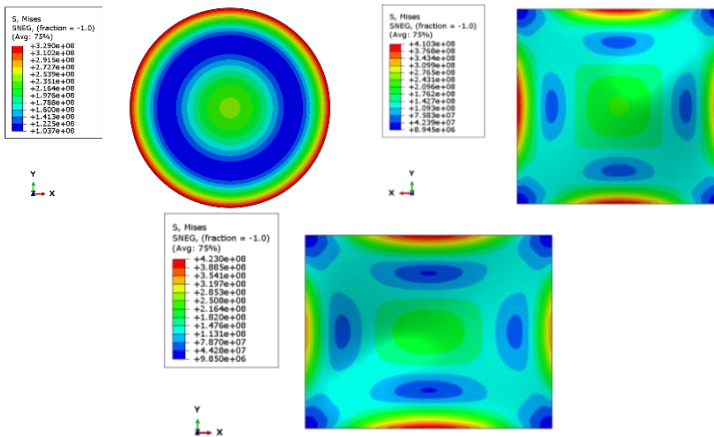 S, Mises
SNEG, (fraction = -1.0)
(Avg: 75%)
+3.290e+08
+3.102e+08
+2.915e+08
+2.727e+08
+2.539e+08
+2.351e+08
+2.164e+08
+1.976e+08
+1.788e+08
+1.600e+08
+1.413e+08
+1.225e+08
+1.037e+08
Y
Z
X
S, Mises
SNEG, (fraction = -1.0)
(Avg: 75%)
+4.103e+08
+3.768e+08
+3.434e+08
+3.099e+08
+2.765e+08
+2.431e+08
+2.096e+08
+1.762e+08
+1.427e+08
+1.093e+08
+7.583e+07
+4.239e+07
+8.945e+06
Y
X
S, Mises
SNEG, (fraction = -1.0)
(Avg: 75%)
+4.230e+08
+3.885e+08
+3.541e+08
+3.197e+08
+2.853e+08
+2.508e+08
+2.164e+08
+1.820e+08
+1.476e+08
+1.131e+08
+7.870e+07
+4.428e+07
+9.850e+06
Y
Z
X